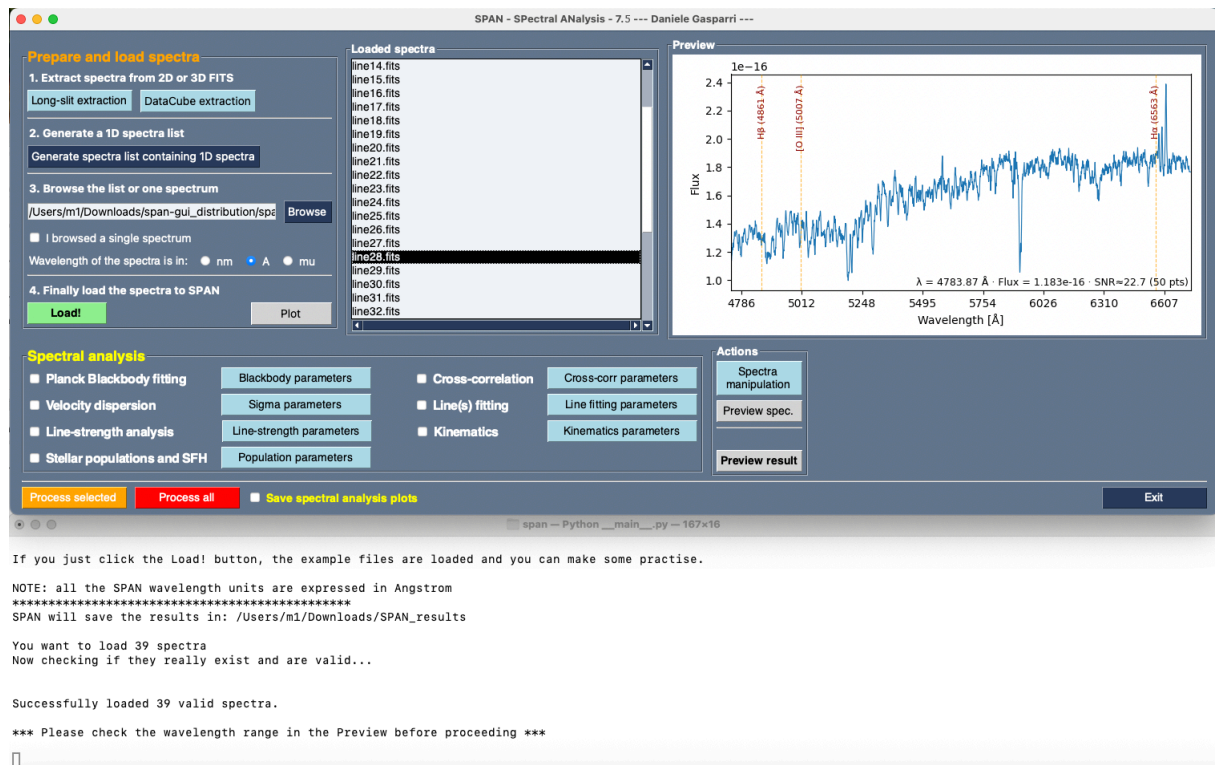 SPAN - SPectral ANalysis - 7.5 --- Daniele Gasparri ---
Prepare and load spectra
1. Extract spectra from 2D or 3D FITS
Long-slit extraction
DataCube extraction
2. Generate a 1D spectra list
Generate spectra list containing 1D spectra
3. Browse the list or one spectrum
/Users/m1/Downloads/span-gui_distribution/spa
Browse
I browsed a single spectrum
Wavelength of the spectra is in: nm A mu
4. Finally load the spectra to SPAN
Load!
Plot
Loaded spectra
line14.fits
line15.fits
line16.fits
line17.fits
line18.fits
line19.fits
line20.fits
line21.fits
line22.fits
line23.fits
line24.fits
line25.fits
line26.fits
line27.fits
line28.fits
line29.fits
line30.fits
line31.fits
line32.fits
Preview
1e−16
2.4
2.2
2.0
1.8
1.6
1.4
1.2
1.0
Flux
Hβ (4861 Å)
[O III] (5007 Å)
Hα (6563 Å)
λ = 4783.87 Å · Flux = 1.183e-16 · SNR≈22.7 (50 pts)
4786 5012 5248 5495 5754 6026 6310 6607
Wavelength [Å]
Spectral analysis
Planck Blackbody fitting
Blackbody parameters
Cross-correlation
Cross-corr parameters
Velocity dispersion
Sigma parameters
Line(s) fitting
Line fitting parameters
Line-strength analysis
Line-strength parameters
Kinematics
Kinematics parameters
Stellar populations and SFH
Population parameters
Actions
Spectra
manipulation
Preview spec.
Preview result
Process selected
Process all
Save spectral analysis plots
Exit
span — Python __main__.py — 167×16
If you just click the Load! button, the example files are loaded and you can make some practise.
NOTE: all the SPAN wavelength units are expressed in Angstrom
***********************************************
SPAN will save the results in: /Users/m1/Downloads/SPAN_results
You want to load 39 spectra
Now checking if they really exist and are valid...
Successfully loaded 39 valid spectra.
*** Please check the wavelength range in the Preview before proceeding ***